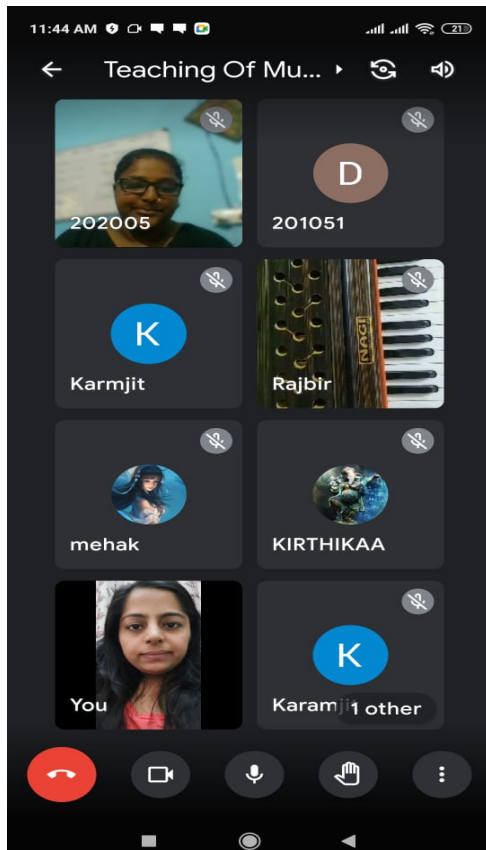 11:44 AM 21
Teaching Of Mu...
202005
D
201051
K
Karmjit
NAGI
Rajbir
mehak
KIRTHIKAA
You
K
Karamji 1 other